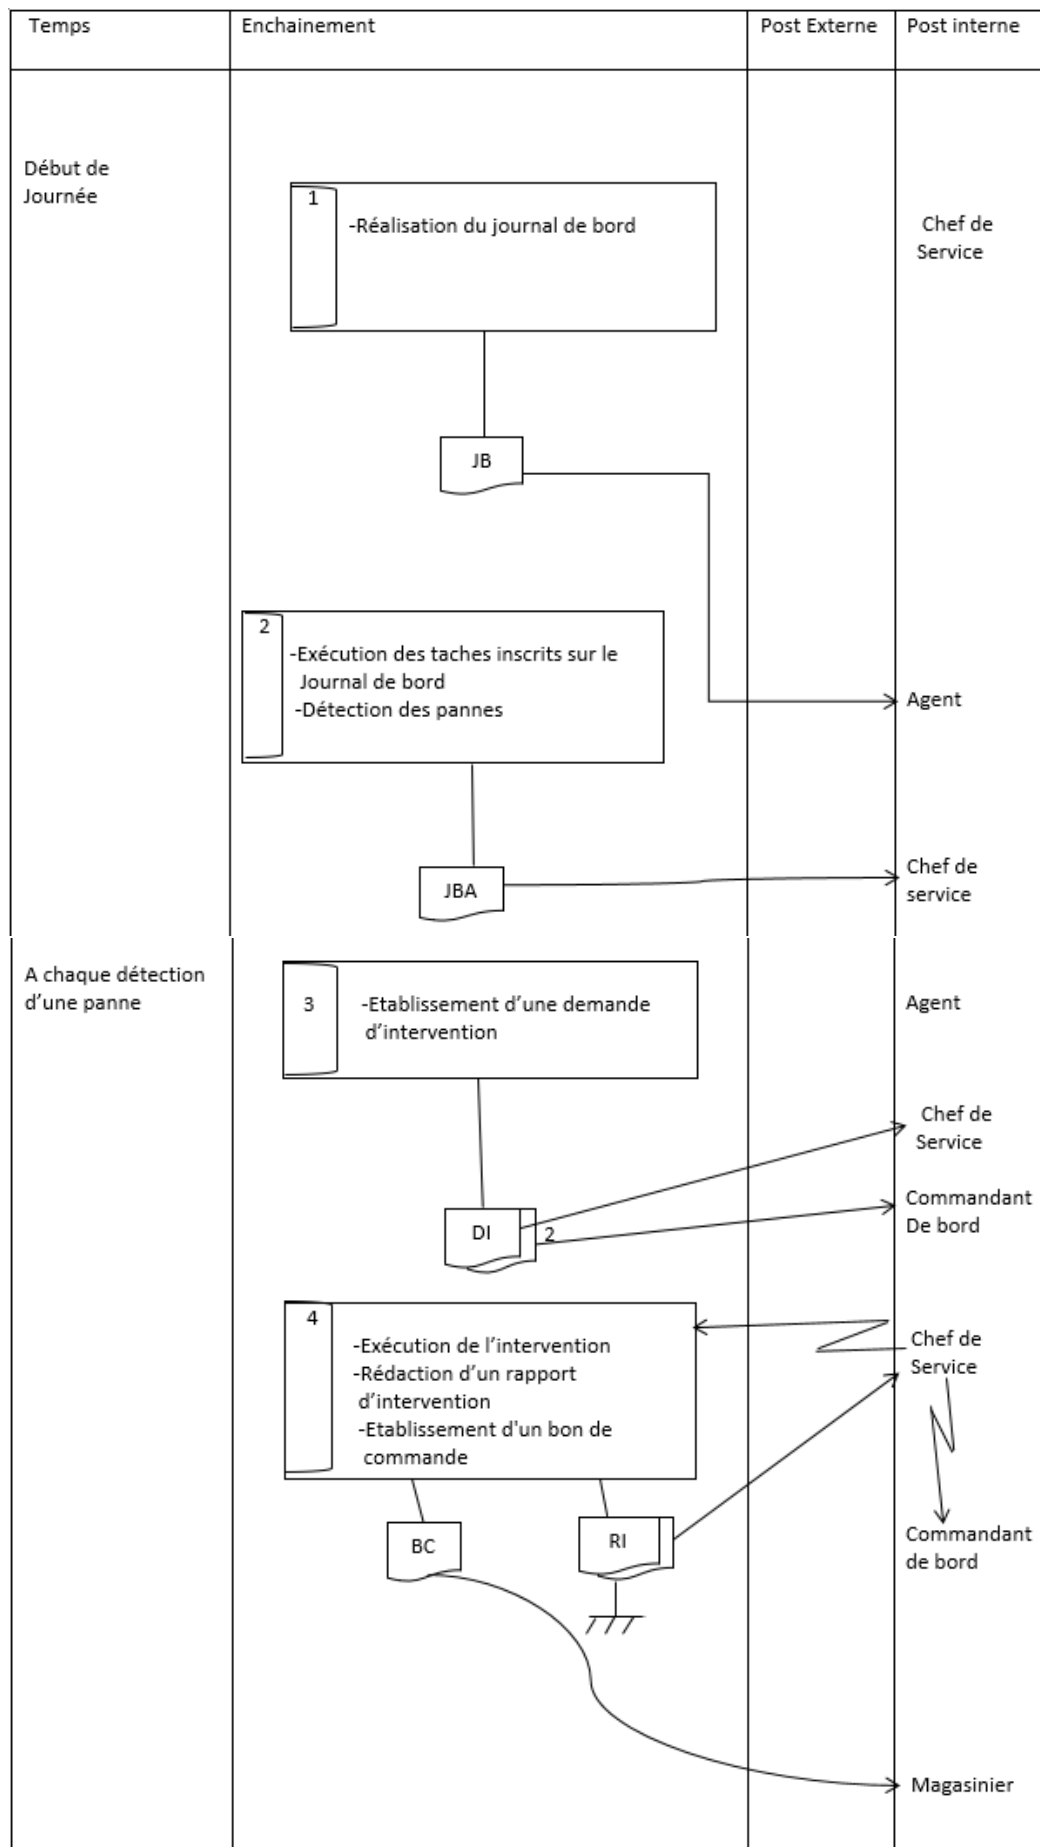 Temps
Enchainement
Post Externe
Post interne
Début de
Journée
1
-Réalisation du journal de bord
Chef de
Service
JB
2
-Exécution des taches inscrits sur le
Journal de bord
-Détection des pannes
Agent
JBA
Chef de
service
A chaque détection
d’une panne
3
-Etablissement d’une demande
d’intervention
Agent
Chef de
Service
DI
2
Commandant
De bord
4
-Exécution de l’intervention
-Rédaction d’un rapport
d’intervention
-Etablissement d'un bon de
commande
Chef de
Service
BC
RI
Commandant
de bord
Magasinier